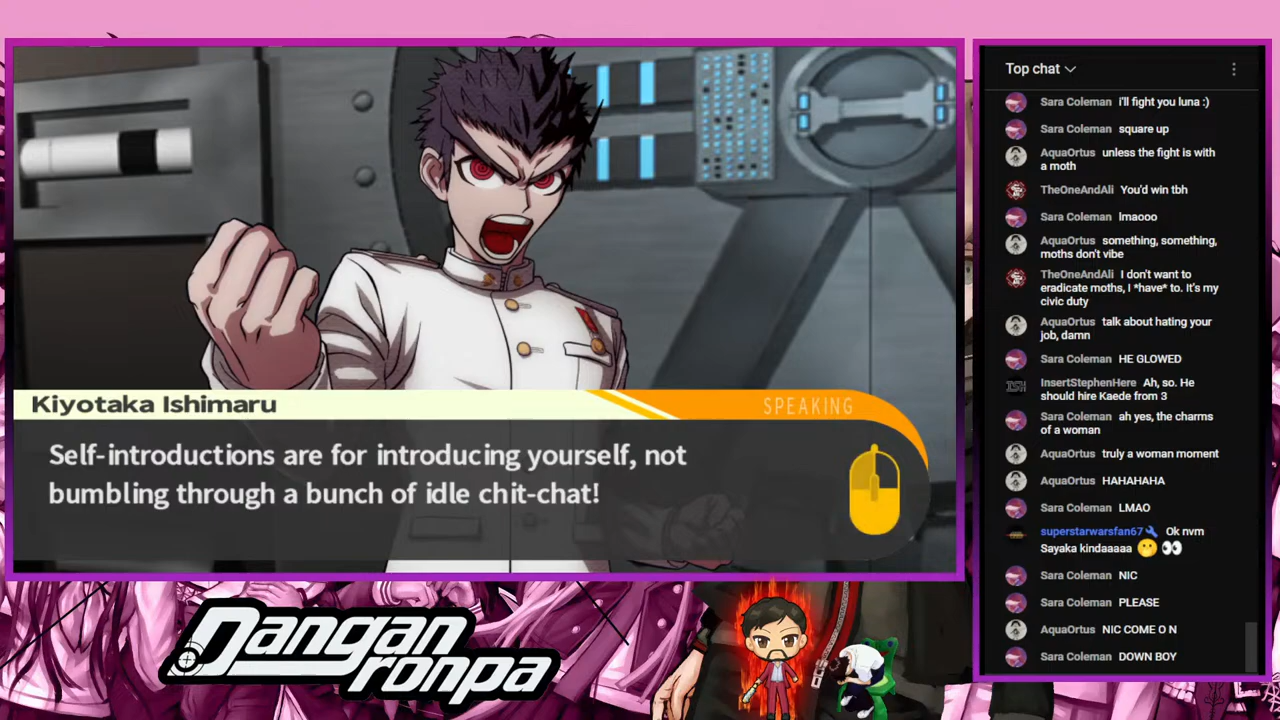 Kiyotaka Ishimaru
SPEAKING
Self-introductions are for introducing yourself, not
bumbling through a bunch of idle chit-chat!
Dangan
ronpa
Top chat
Sara Coleman i'll fight you luna :)
Sara Coleman square up
AquaOrtus unless the fight is with
a moth
TheOneAndAli You'd win tbh
Sara Coleman lmaooo
AquaOrtus something, something,
moths don't vibe
TheOneAndAli I don't want to
eradicate moths, I *have* to. It's my
civic duty
AquaOrtus talk about hating your
job, damn
Sara Coleman HE GLOWED
InsertStephenHere Ah, so. He
should hire Kaede from 3
Sara Coleman ah yes, the charms
of a woman
AquaOrtus truly a woman moment
AquaOrtus HAHAHAHA
Sara Coleman LMAO
superstarwarsfan67 Ok nvm
Sayaka kindaaaaa 🤭 👀
Sara Coleman NIC
Sara Coleman PLEASE
AquaOrtus NIC COME O N
Sara Coleman DOWN BOY